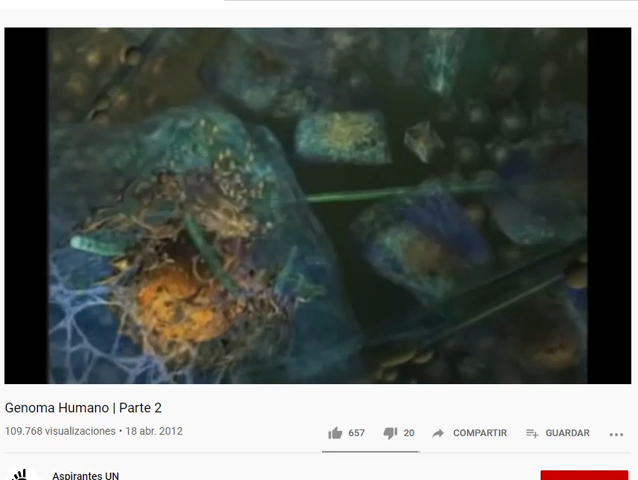 Genoma Humano | Parte 2
109.768 visualizaciones • 18 abr. 2012
657
20
COMPARTIR
GUARDAR
Aspirantes UN